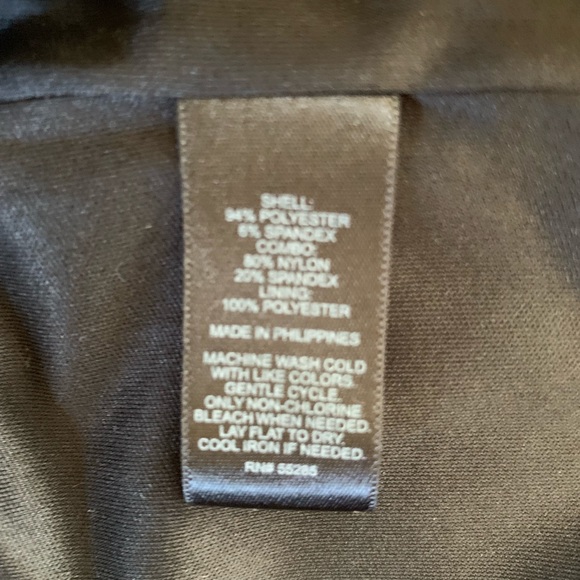 SHELL:
94% POLYESTER
6% SPANDEX
COMBO:
80% NYLON
20% SPANDEX
LINING:
100% POLYESTER
MADE IN PHILIPPINES
MACHINE WASH COLD
WITH LIKE COLORS.
GENTLE CYCLE.
ONLY NON-CHLORINE
BLEACH WHEN NEEDED.
LAY FLAT TO DRY.
COOL IRON IF NEEDED.
RN# 55285